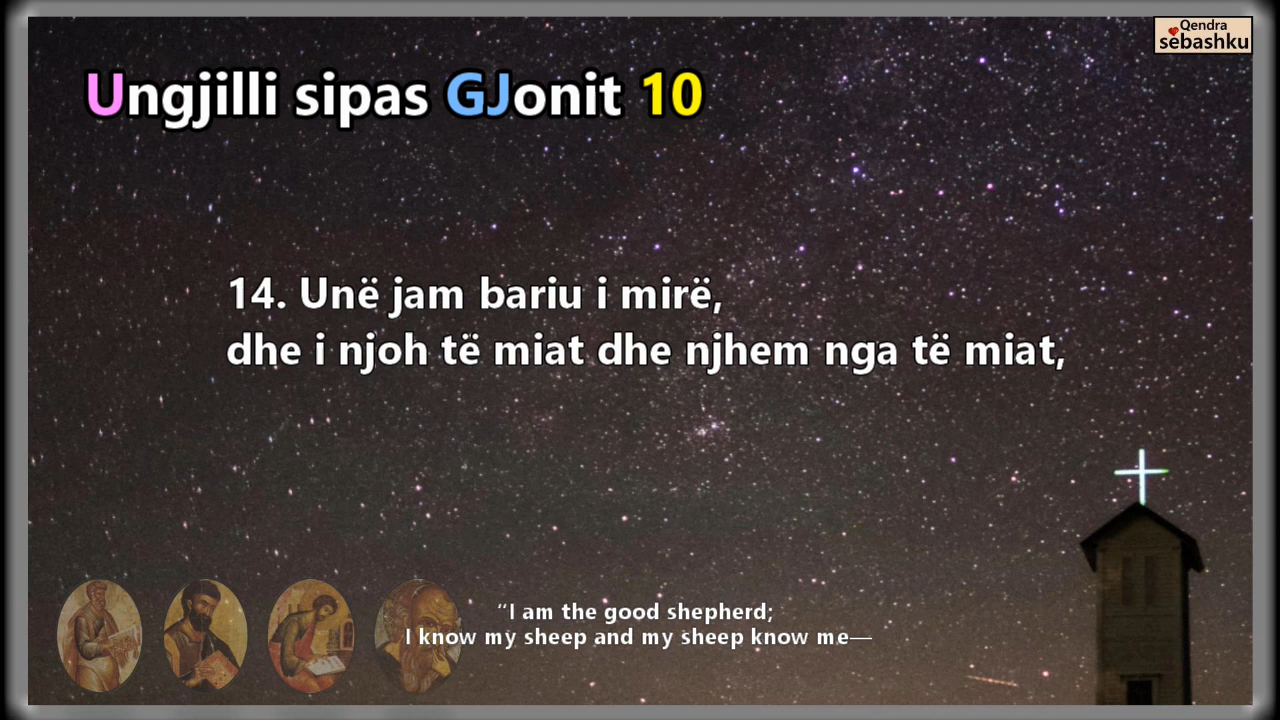 Qendra
sebashku
Ungjilli sipas GJonit 10
14. Unë jam bariu i mirë,
dhe i njoh të miat dhe njhem nga të miat,
“I am the good shepherd;
I know my sheep and my sheep know me—